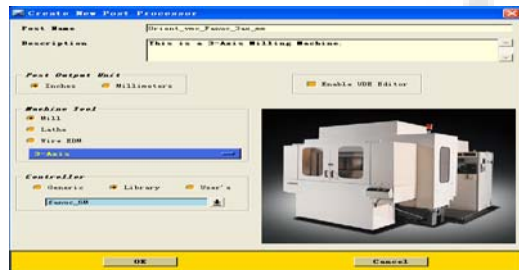 Create New Post Processor
Post Name
Orient_vmc_Fanuc_3ax_mm
Description
This is a 3-Axis Milling Machine.
Post Output Unit
Inches Millimeters
Enable UDE Editor
Machine Tool
Mill
Lathe
Wire EDM
3-Axis
Controller
Generic Library User's
OK Cancel